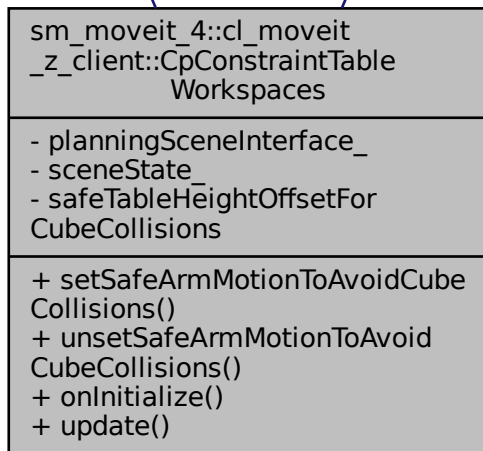 sm_moveit_4::cl_moveit
_z_client::CpConstraintTable
Workspaces
- planningSceneInterface_
- sceneState_
- safeTableHeightOffsetFor
CubeCollisions
+ setSafeArmMotionToAvoidCube
Collisions()
+ unsetSafeArmMotionToAvoid
CubeCollisions()
+ onInitialize()
+ update()